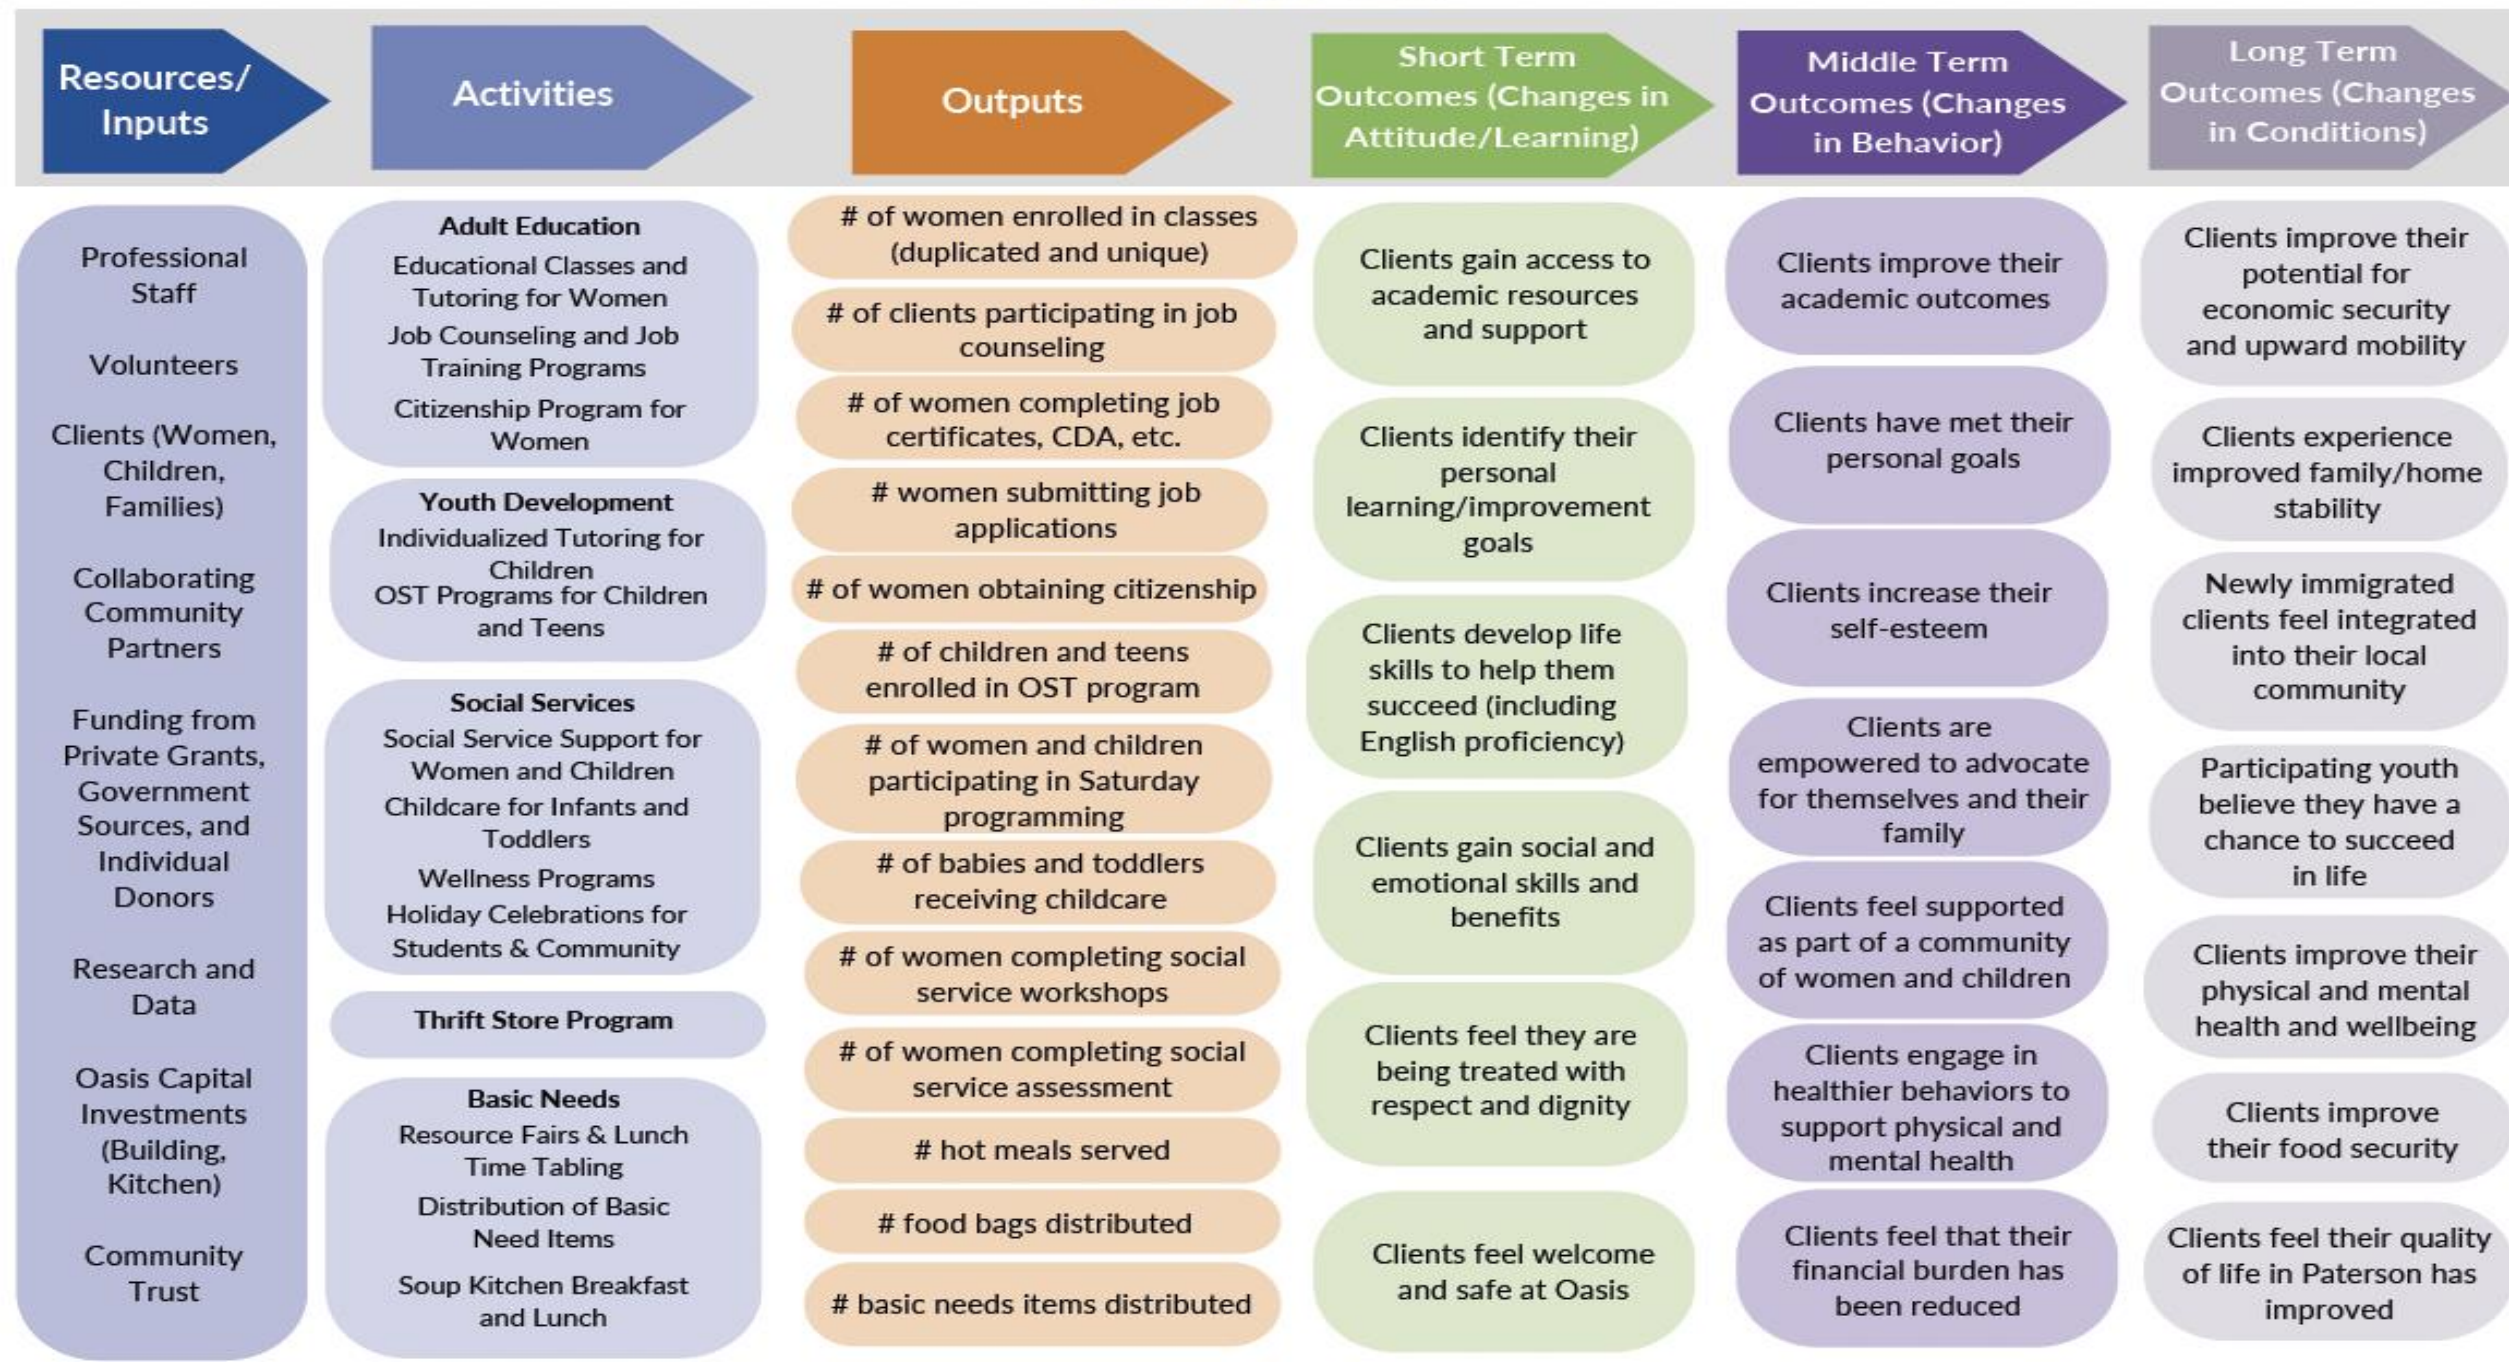 Resources/
Inputs
Activities
Outputs
Short Term
Outcomes (Changes in
Attitude/Learning)
Middle Term
Outcomes (Changes
in Behavior)
Long Term
Outcomes (Changes
in Conditions)
Professional
Staff
Volunteers
Clients (Women,
Children,
Families)
Collaborating
Community
Partners
Funding from
Private Grants,
Government
Sources, and
Individual
Donors
Research and
Data
Oasis Capital
Investments
(Building,
Kitchen)
Community
Trust
Adult Education
Educational Classes and
Tutoring for Women
Job Counseling and Job
Training Programs
Citizenship Program for
Women
Youth Development
Individualized Tutoring for
Children
OST Programs for Children
and Teens
Social Services
Social Service Support for
Women and Children
Childcare for Infants and
Toddlers
Wellness Programs
Holiday Celebrations for
Students & Community
Thrift Store Program
Basic Needs
Resource Fairs & Lunch
Time Tabling
Distribution of Basic
Need Items
Soup Kitchen Breakfast
and Lunch
# of women enrolled in classes
(duplicated and unique)
# of clients participating in job
counseling
# of women completing job
certificates, CDA, etc.
# women submitting job
applications
# of women obtaining citizenship
# of children and teens
enrolled in OST program
# of women and children
participating in Saturday
programming
# of babies and toddlers
receiving childcare
# of women completing social
service workshops
# of women completing social
service assessment
# hot meals served
# food bags distributed
# basic needs items distributed
Clients gain access to
academic resources
and support
Clients identify their
personal
learning/improvement
goals
Clients develop life
skills to help them
succeed (including
English proficiency)
Clients gain social and
emotional skills and
benefits
Clients feel they are
being treated with
respect and dignity
Clients feel welcome
and safe at Oasis
Clients improve their
academic outcomes
Clients have met their
personal goals
Clients increase their
self-esteem
Clients are
empowered to advocate
for themselves and their
family
Clients feel supported
as part of a community
of women and children
Clients engage in
healthier behaviors to
support physical and
mental health
Clients feel that their
financial burden has
been reduced
Clients improve their
potential for
economic security
and upward mobility
Clients experience
improved family/home
stability
Newly immigrated
clients feel integrated
into their local
community
Participating youth
believe they have a
chance to succeed
in life
Clients improve their
physical and mental
health and wellbeing
Clients improve
their food security
Clients feel their quality
of life in Paterson has
improved